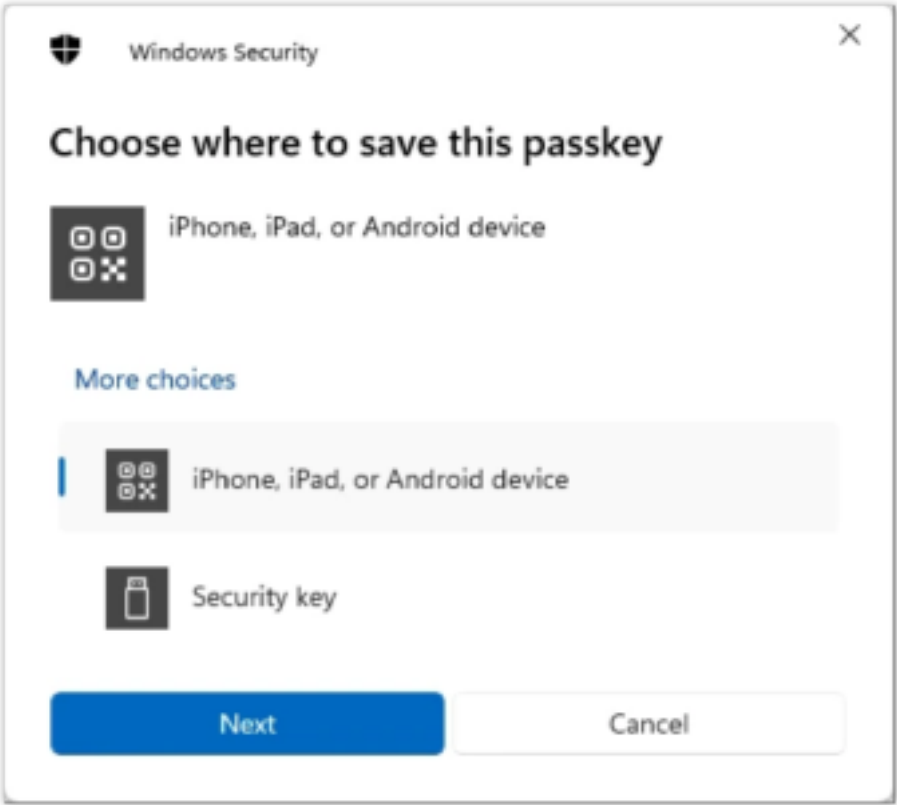 Windows Security
Choose where to save this passkey
iPhone, iPad, or Android device
More choices
iPhone, iPad, or Android device
Security key
Next
Cancel